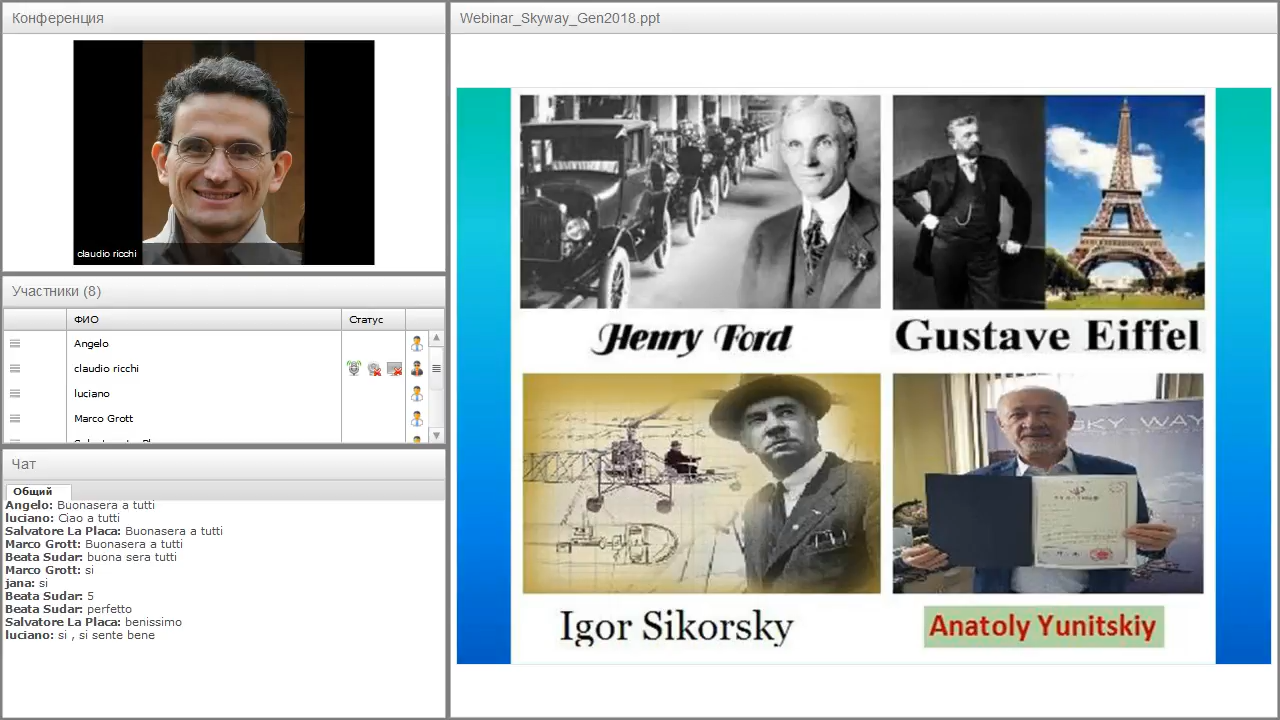 Конференция
claudio ricchi
Участники (8)
ФИО
Статус
Angelo
claudio ricchi
luciano
Marco Grott
Чат
Общий
Angelo: Buonasera a tutti
luciano: Ciao a tutti
Salvatore La Placa: Buonasera a tutti
Marco Grott: Buonasera a tutti
Beata Sudar: buona sera tutti
Marco Grott: si
jana: si
Beata Sudar: 5
Beata Sudar: perfetto
Salvatore La Placa: benissimo
luciano: si , si sente bene
Webinar_Skyway_Gen2018.ppt
Henry Ford
Gustave Eiffel
SKY WAY
Igor Sikorsky
Anatoly Yunitskiy